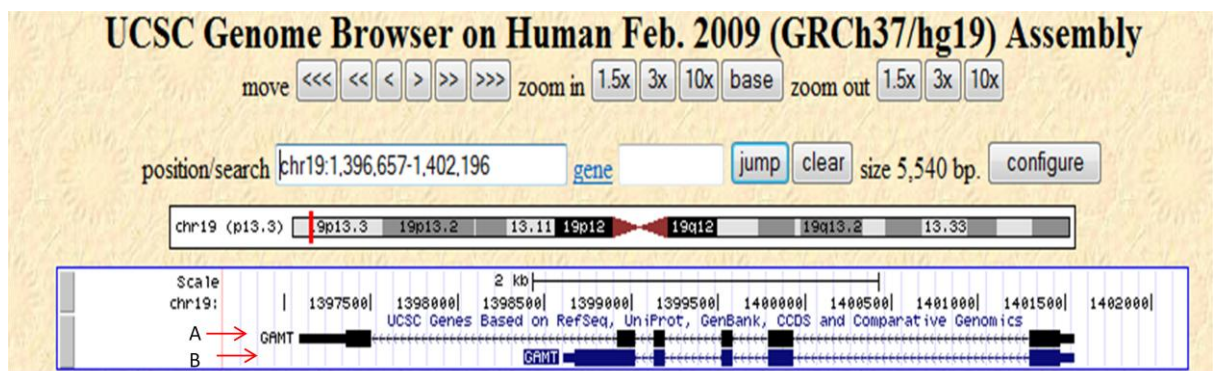 UCSC Genome Browser on Human Feb. 2009 (GRCh37/hg19) Assembly
move <<< << < > >> >>> zoom in 1.5x 3x 10x base zoom out 1.5x 3x 10x
position/search chr19:1,396,657-1,402,196 gene jump clear size 5,540 bp. configure
chr19 (p13.3) 19p13.3 19p13.2 13.11 19p12 19q12 19q13.2 13.33
Scale 2 kb
chr19: 1397500 1398000 1398500 1399000 1399500 1400000 1400500 1401000 1401500 1402000
UCSC Genes Based on RefSeq, UniProt, GenBank, CCDS and Comparative Genomics
A GAMT
B GAMT